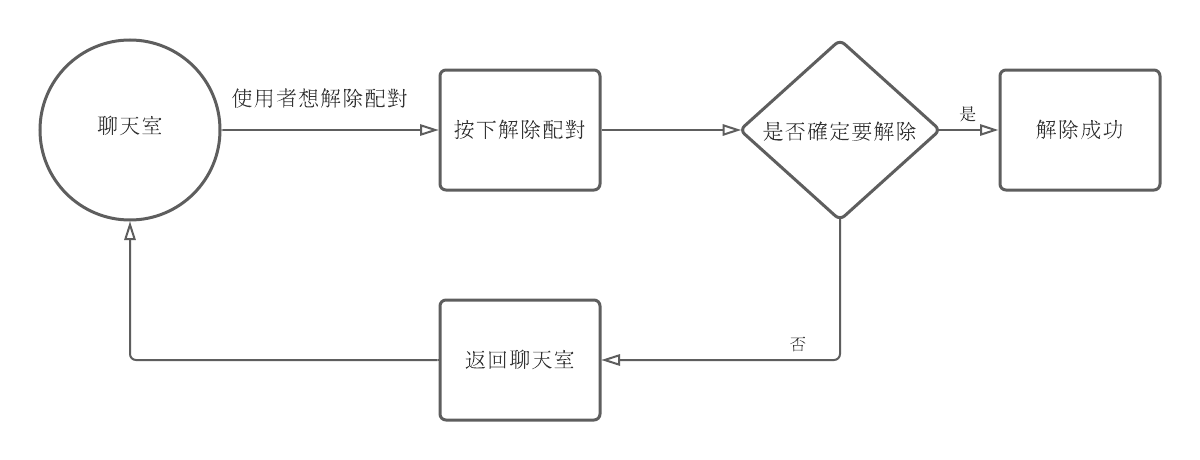 聊天室
使用者想解除配對
按下解除配對
是否確定要解除
是
解除成功
否
返回聊天室